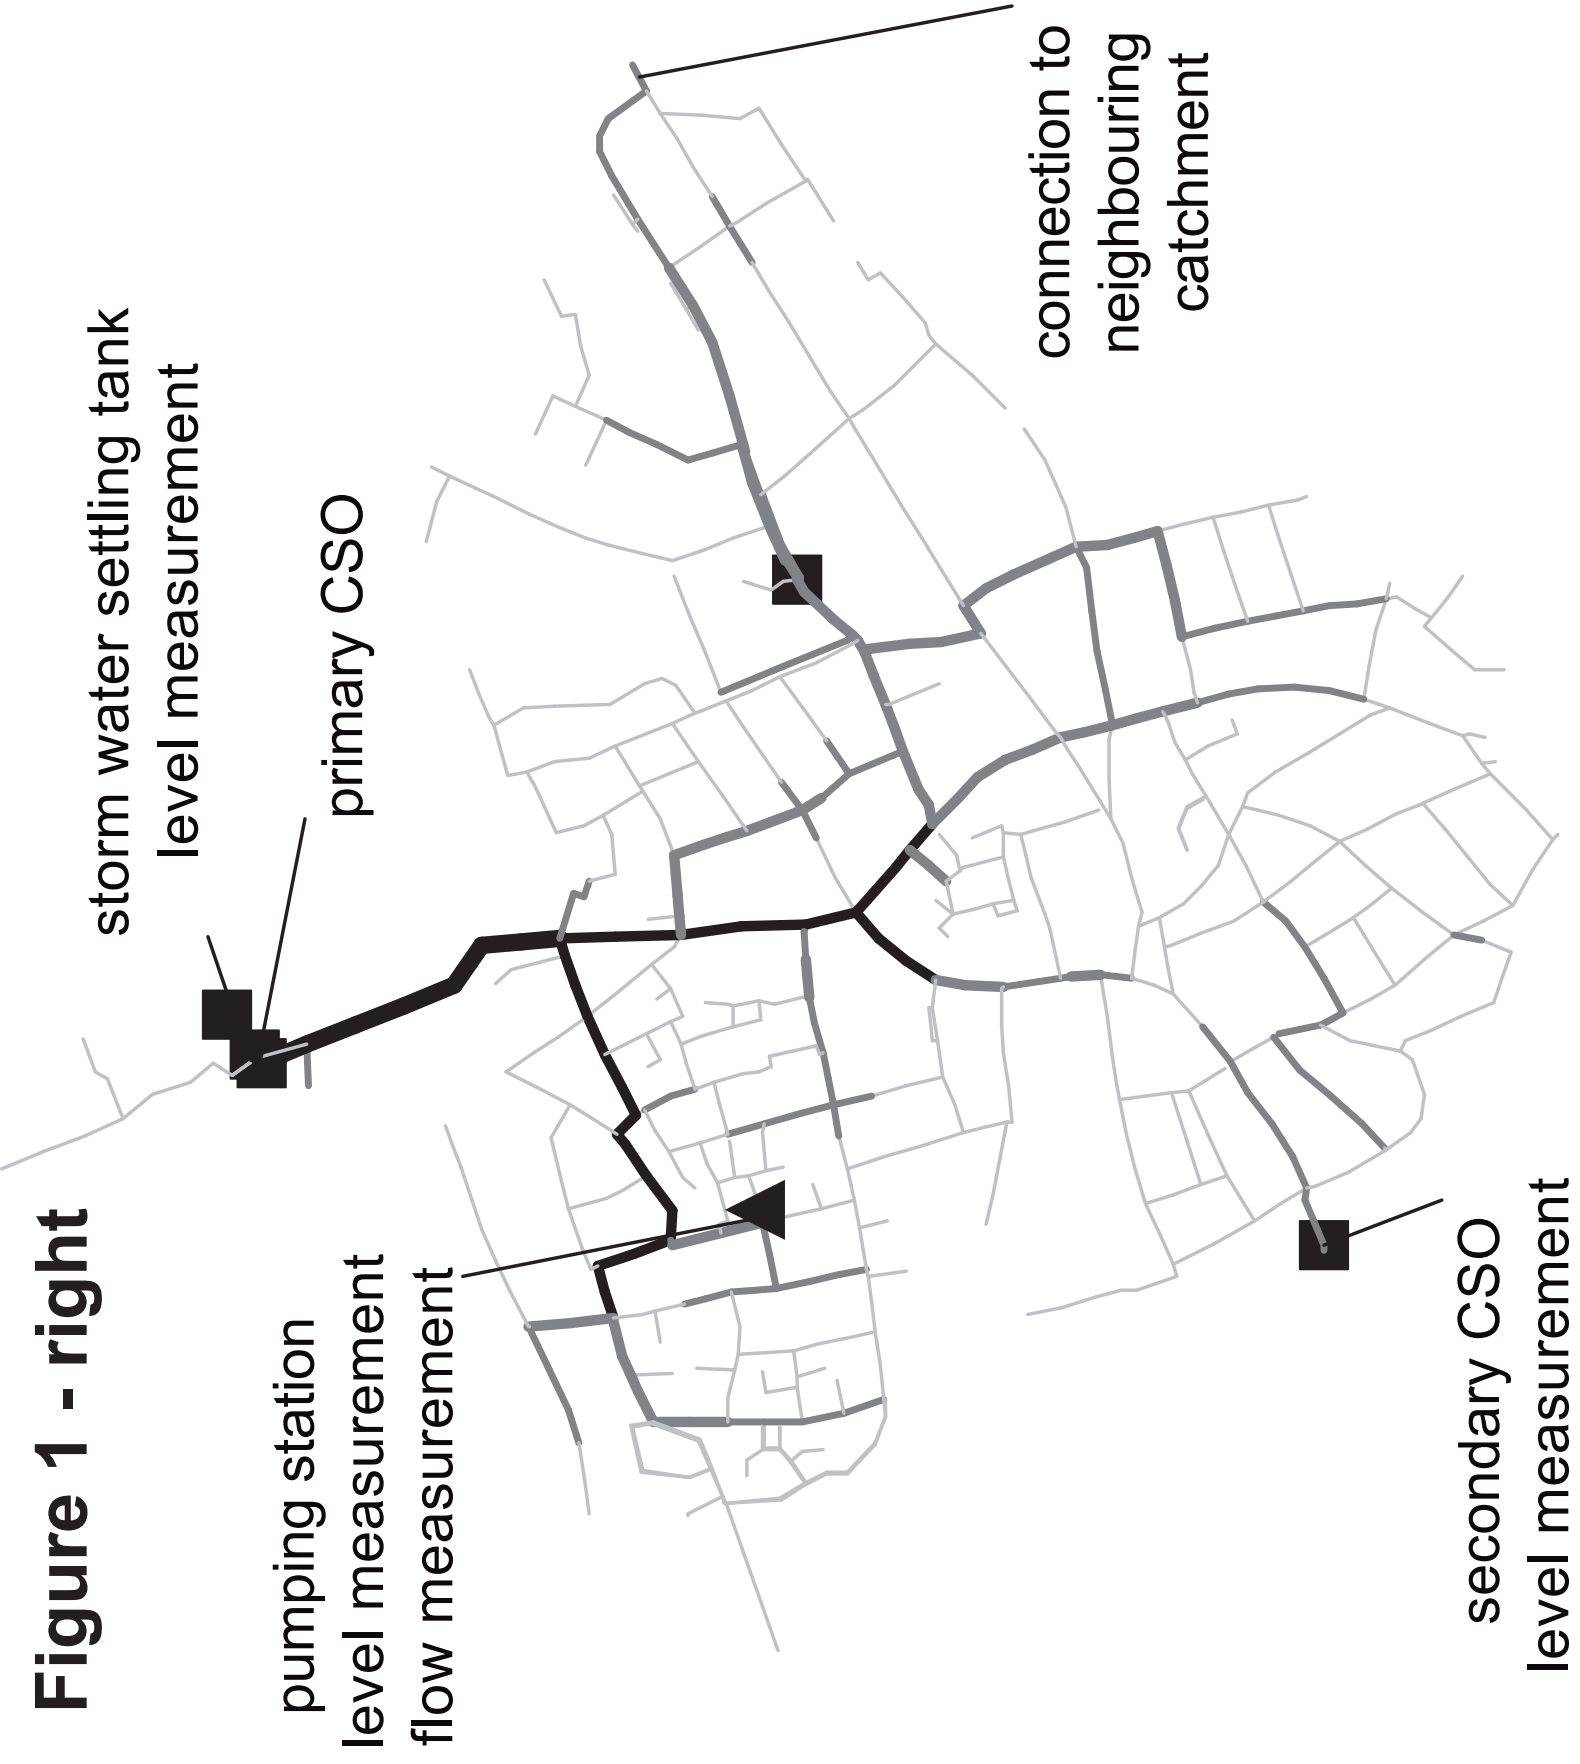 Figure 1 - right
storm water settling tank
level measurement
primary CSO
pumping station
level measurement
flow measurement
connection to
neighbouring
catchment
secondary CSO
level measurement